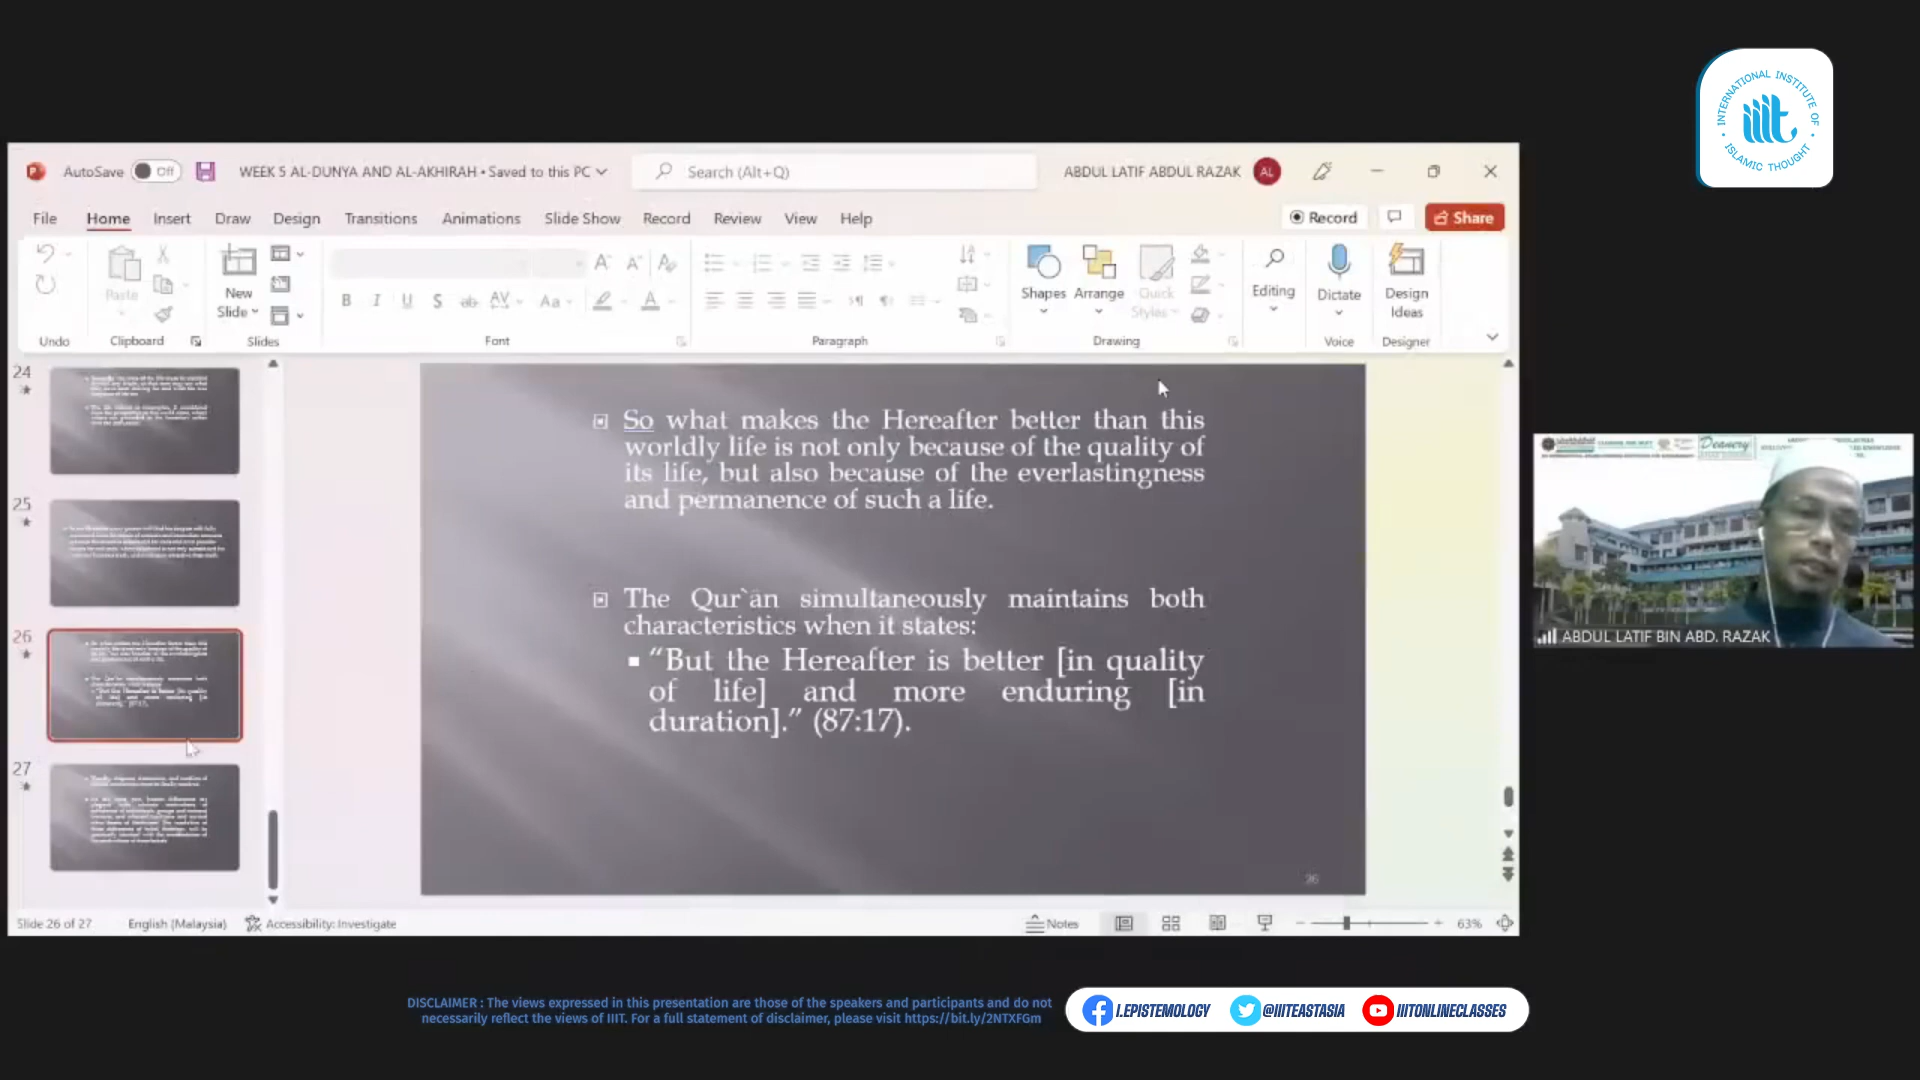 INTERNATIONAL INSTITUTE OF
ISLAMIC THOUGHT
iiit
AutoSave Off WEEK 5 AL-DUNYA AND AL-AKHIRAH • Saved to this PC Search (Alt+Q) ABDUL LATIF ABDUL RAZAK AL
File Home Insert Draw Design Transitions Animations Slide Show Record Review View Help Record Share
Paste New Slide Shapes Arrange Quick Styles Editing Dictate Design Ideas
Undo Clipboard Slides Font Paragraph Drawing Voice Designer
24
25
26
27
So what makes the Hereafter better than this
worldly life is not only because of the quality of
its life, but also because of the everlastingness
and permanence of such a life.
The Qur`ān simultaneously maintains both
characteristics when it states:
“But the Hereafter is better [in quality
of life] and more enduring [in
duration].” (87:17).
26
Slide 26 of 27 English (Malaysia) Accessibility: Investigate Notes 63%
Deanery
ABDUL LATIF BIN ABD. RAZAK
DISCLAIMER : The views expressed in this presentation are those of the speakers and participants and do not
necessarily reflect the views of IIIT. For a full statement of disclaimer, please visit https://bit.ly/2NTXFGm
I.EPISTEMOLOGY @IIITEASTASIA IIITONLINECLASSES